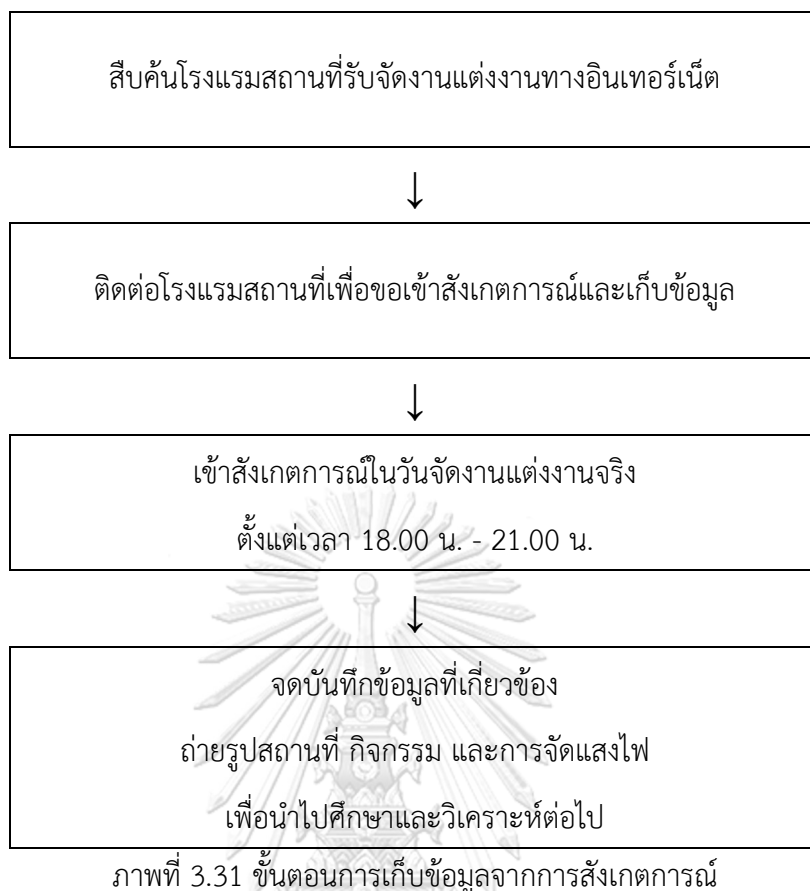 สืบค้นโรงแรมสถานที่รับจัดงานแต่งงานทางอินเทอร์เน็ต
↓
ติดต่อโรงแรมสถานที่เพื่อขอเข้าสังเกตการณ์และเก็บข้อมูล
↓
เข้าสังเกตการณ์ในวันจัดงานแต่งงานจริง
ตั้งแต่เวลา 18.00 น. - 21.00 น.
↓
จดบันทึกข้อมูลที่เกี่ยวข้อง
ถ่ายรูปสถานที่ กิจกรรม และการจัดแสงไฟ
เพื่อนำไปศึกษาและวิเคราะห์ต่อไป
ภาพที่ 3.31 ขั้นตอนการเก็บข้อมูลจากการสังเกตการณ์